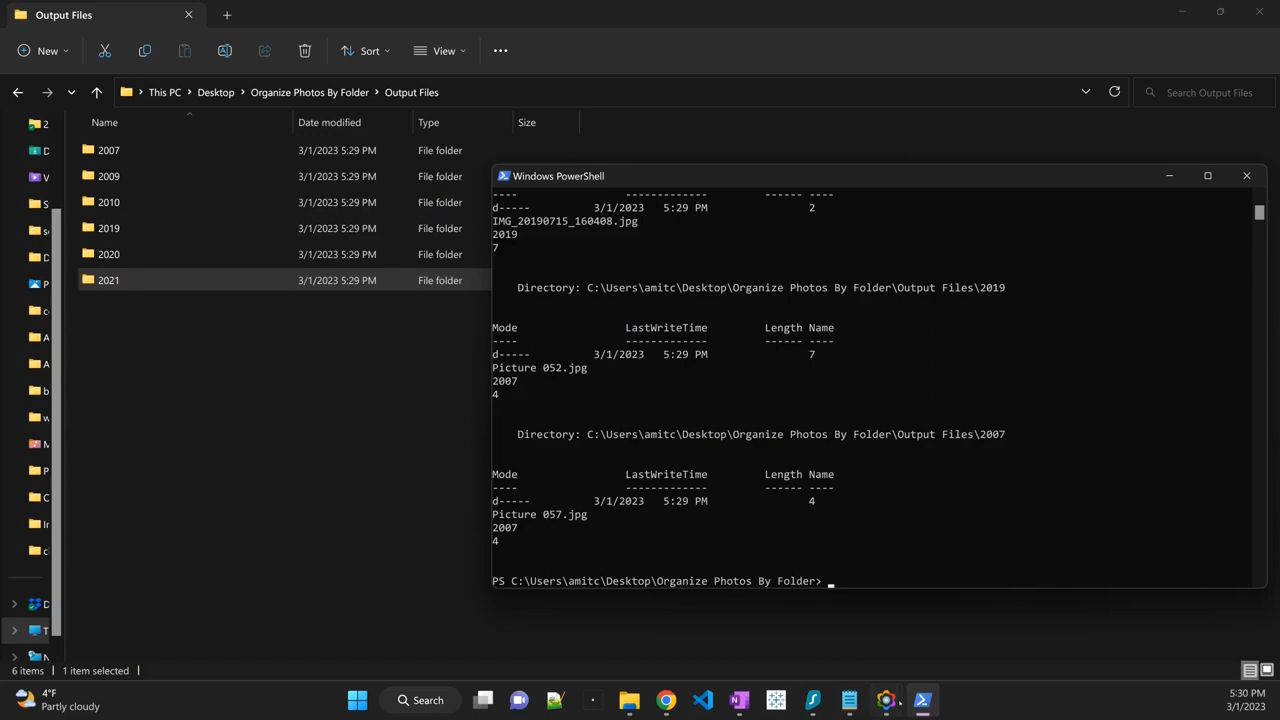 Output Files
New
Sort
View
This PC
Desktop
Organize Photos By Folder
Output Files
Search Output Files
Name
Date modified
Type
Size
2007
3/1/2023 5:29 PM
File folder
2009
3/1/2023 5:29 PM
File folder
2010
3/1/2023 5:29 PM
File folder
2019
3/1/2023 5:29 PM
File folder
2020
3/1/2023 5:29 PM
File folder
2021
3/1/2023 5:29 PM
File folder
2
D
V
S
s
D
P
c
A
A
b
w
M
P
C
Ir
cl
D
T
N
Windows PowerShell
---- ------------- ------ ----
d----- 3/1/2023 5:29 PM 2
IMG_20190715_160408.jpg
2019
7
Directory: C:\Users\amitc\Desktop\Organize Photos By Folder\Output Files\2019
Mode LastWriteTime Length Name
---- ------------- ------ ----
d----- 3/1/2023 5:29 PM 7
Picture 052.jpg
2007
4
Directory: C:\Users\amitc\Desktop\Organize Photos By Folder\Output Files\2007
Mode LastWriteTime Length Name
---- ------------- ------ ----
d----- 3/1/2023 5:29 PM 4
Picture 057.jpg
2007
4
PS C:\Users\amitc\Desktop\Organize Photos By Folder>
6 items
1 item selected
4°F
Partly cloudy
Search
5:30 PM
3/1/2023